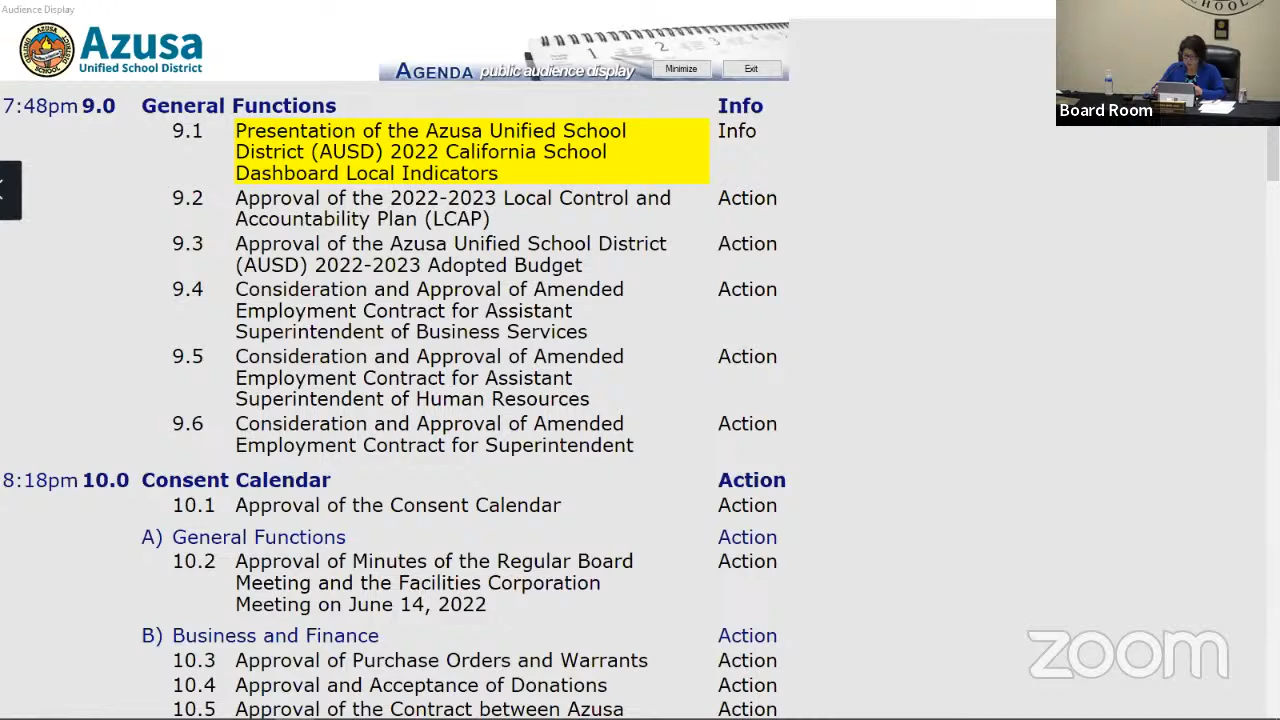 Audience Display
Azusa
Unified School District
AGENDA public audience display
Minimize
Exit
SCHOOL
Board Room
7:48pm 9.0 General Functions Info
9.1 Presentation of the Azusa Unified School Info
District (AUSD) 2022 California School
Dashboard Local Indicators
9.2 Approval of the 2022-2023 Local Control and Action
Accountability Plan (LCAP)
9.3 Approval of the Azusa Unified School District Action
(AUSD) 2022-2023 Adopted Budget
9.4 Consideration and Approval of Amended Action
Employment Contract for Assistant
Superintendent of Business Services
9.5 Consideration and Approval of Amended Action
Employment Contract for Assistant
Superintendent of Human Resources
9.6 Consideration and Approval of Amended Action
Employment Contract for Superintendent
8:18pm 10.0 Consent Calendar Action
10.1 Approval of the Consent Calendar Action
A) General Functions Action
10.2 Approval of Minutes of the Regular Board Action
Meeting and the Facilities Corporation
Meeting on June 14, 2022
B) Business and Finance Action
10.3 Approval of Purchase Orders and Warrants Action
10.4 Approval and Acceptance of Donations Action
10.5 Approval of the Contract between Azusa Action
zoom